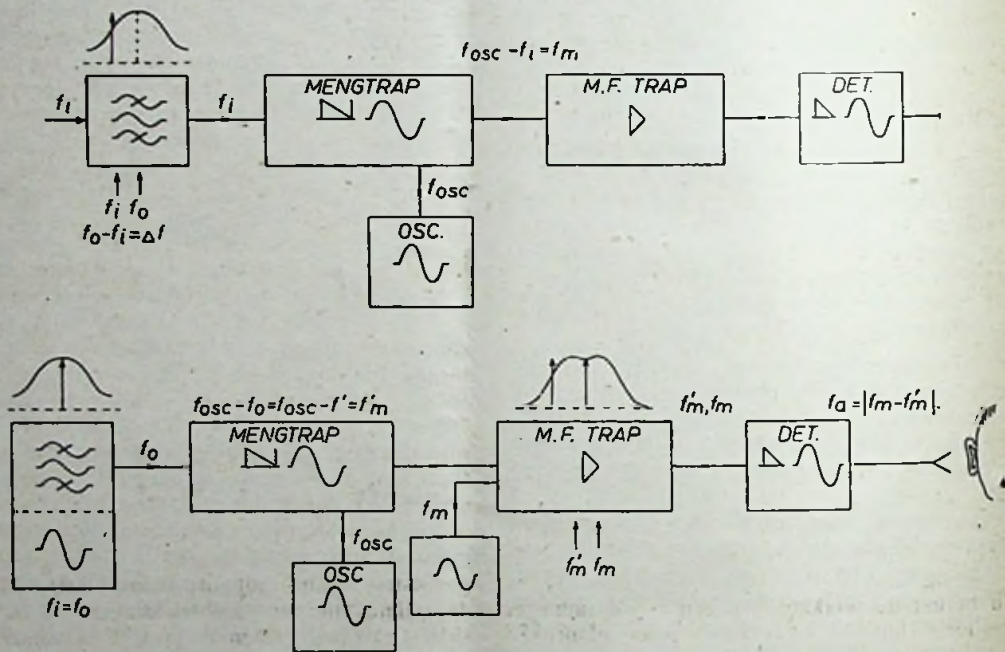 f_osc – f_i = f_m
f_i
f_i
MENGTRAP
M.F. TRAP
DET.
f_i f_o
f_o – f_i = Δf
f_osc
OSC.
f_osc – f_o = f_osc – f' = f'_m
f'_m, f_m
f_a = |f_m – f'_m|.
f_o
MENGTRAP
M.F. TRAP
DET.
f_m
f_osc
OSC
f'_m f_m
f_i = f_o